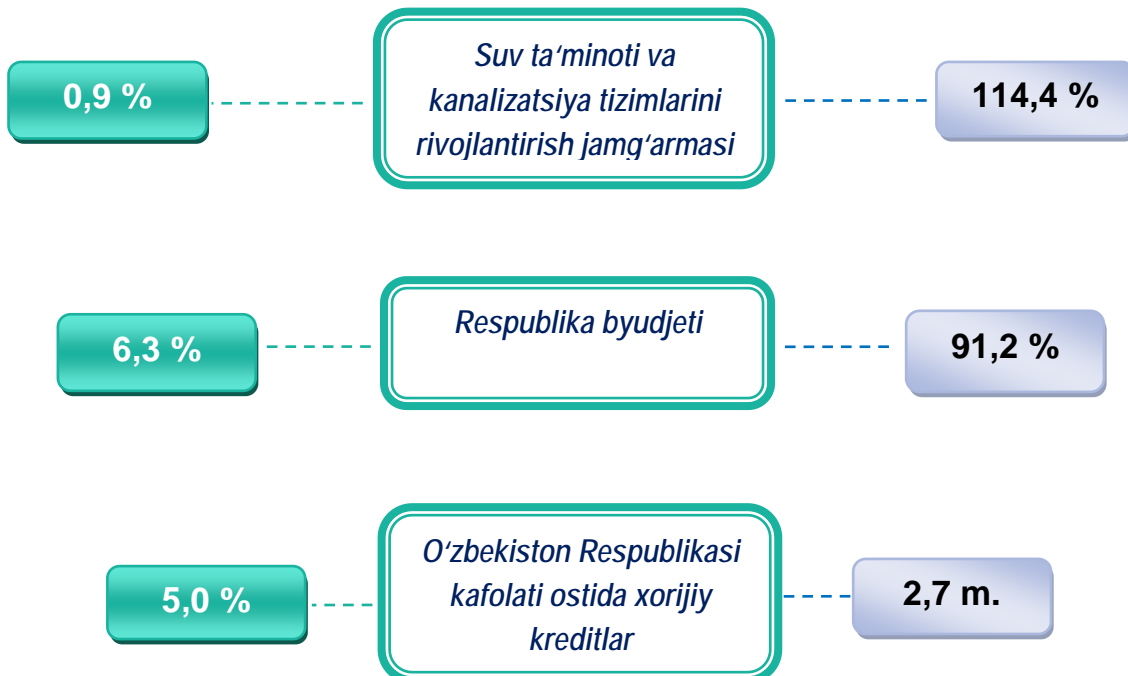 0,9 %
Suv ta‘minoti va
kanalizatsiya tizimlarini
rivojlantirish jamg‘armasi
114,4 %
6,3 %
Respublika byudjeti
91,2 %
5,0 %
O‘zbekiston Respublikasi
kafolati ostida xorijiy
kreditlar
2,7 m.